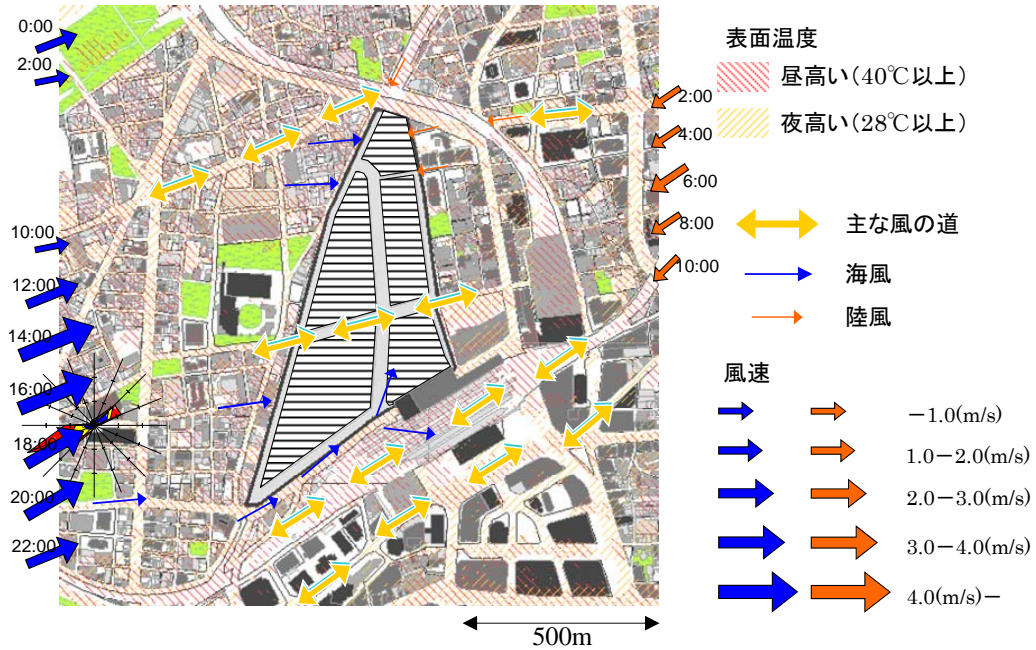 0:00
2:00
10:00
12:00
14:00
16:00
18:00
20:00
22:00
2:00
4:00
6:00
8:00
10:00
500m
表面温度
昼高い(40℃以上)
夜高い(28℃以上)
主な風の道
海風
陸風
風速
－1.0(m/s)
1.0－2.0(m/s)
2.0－3.0(m/s)
3.0－4.0(m/s)
4.0(m/s)－